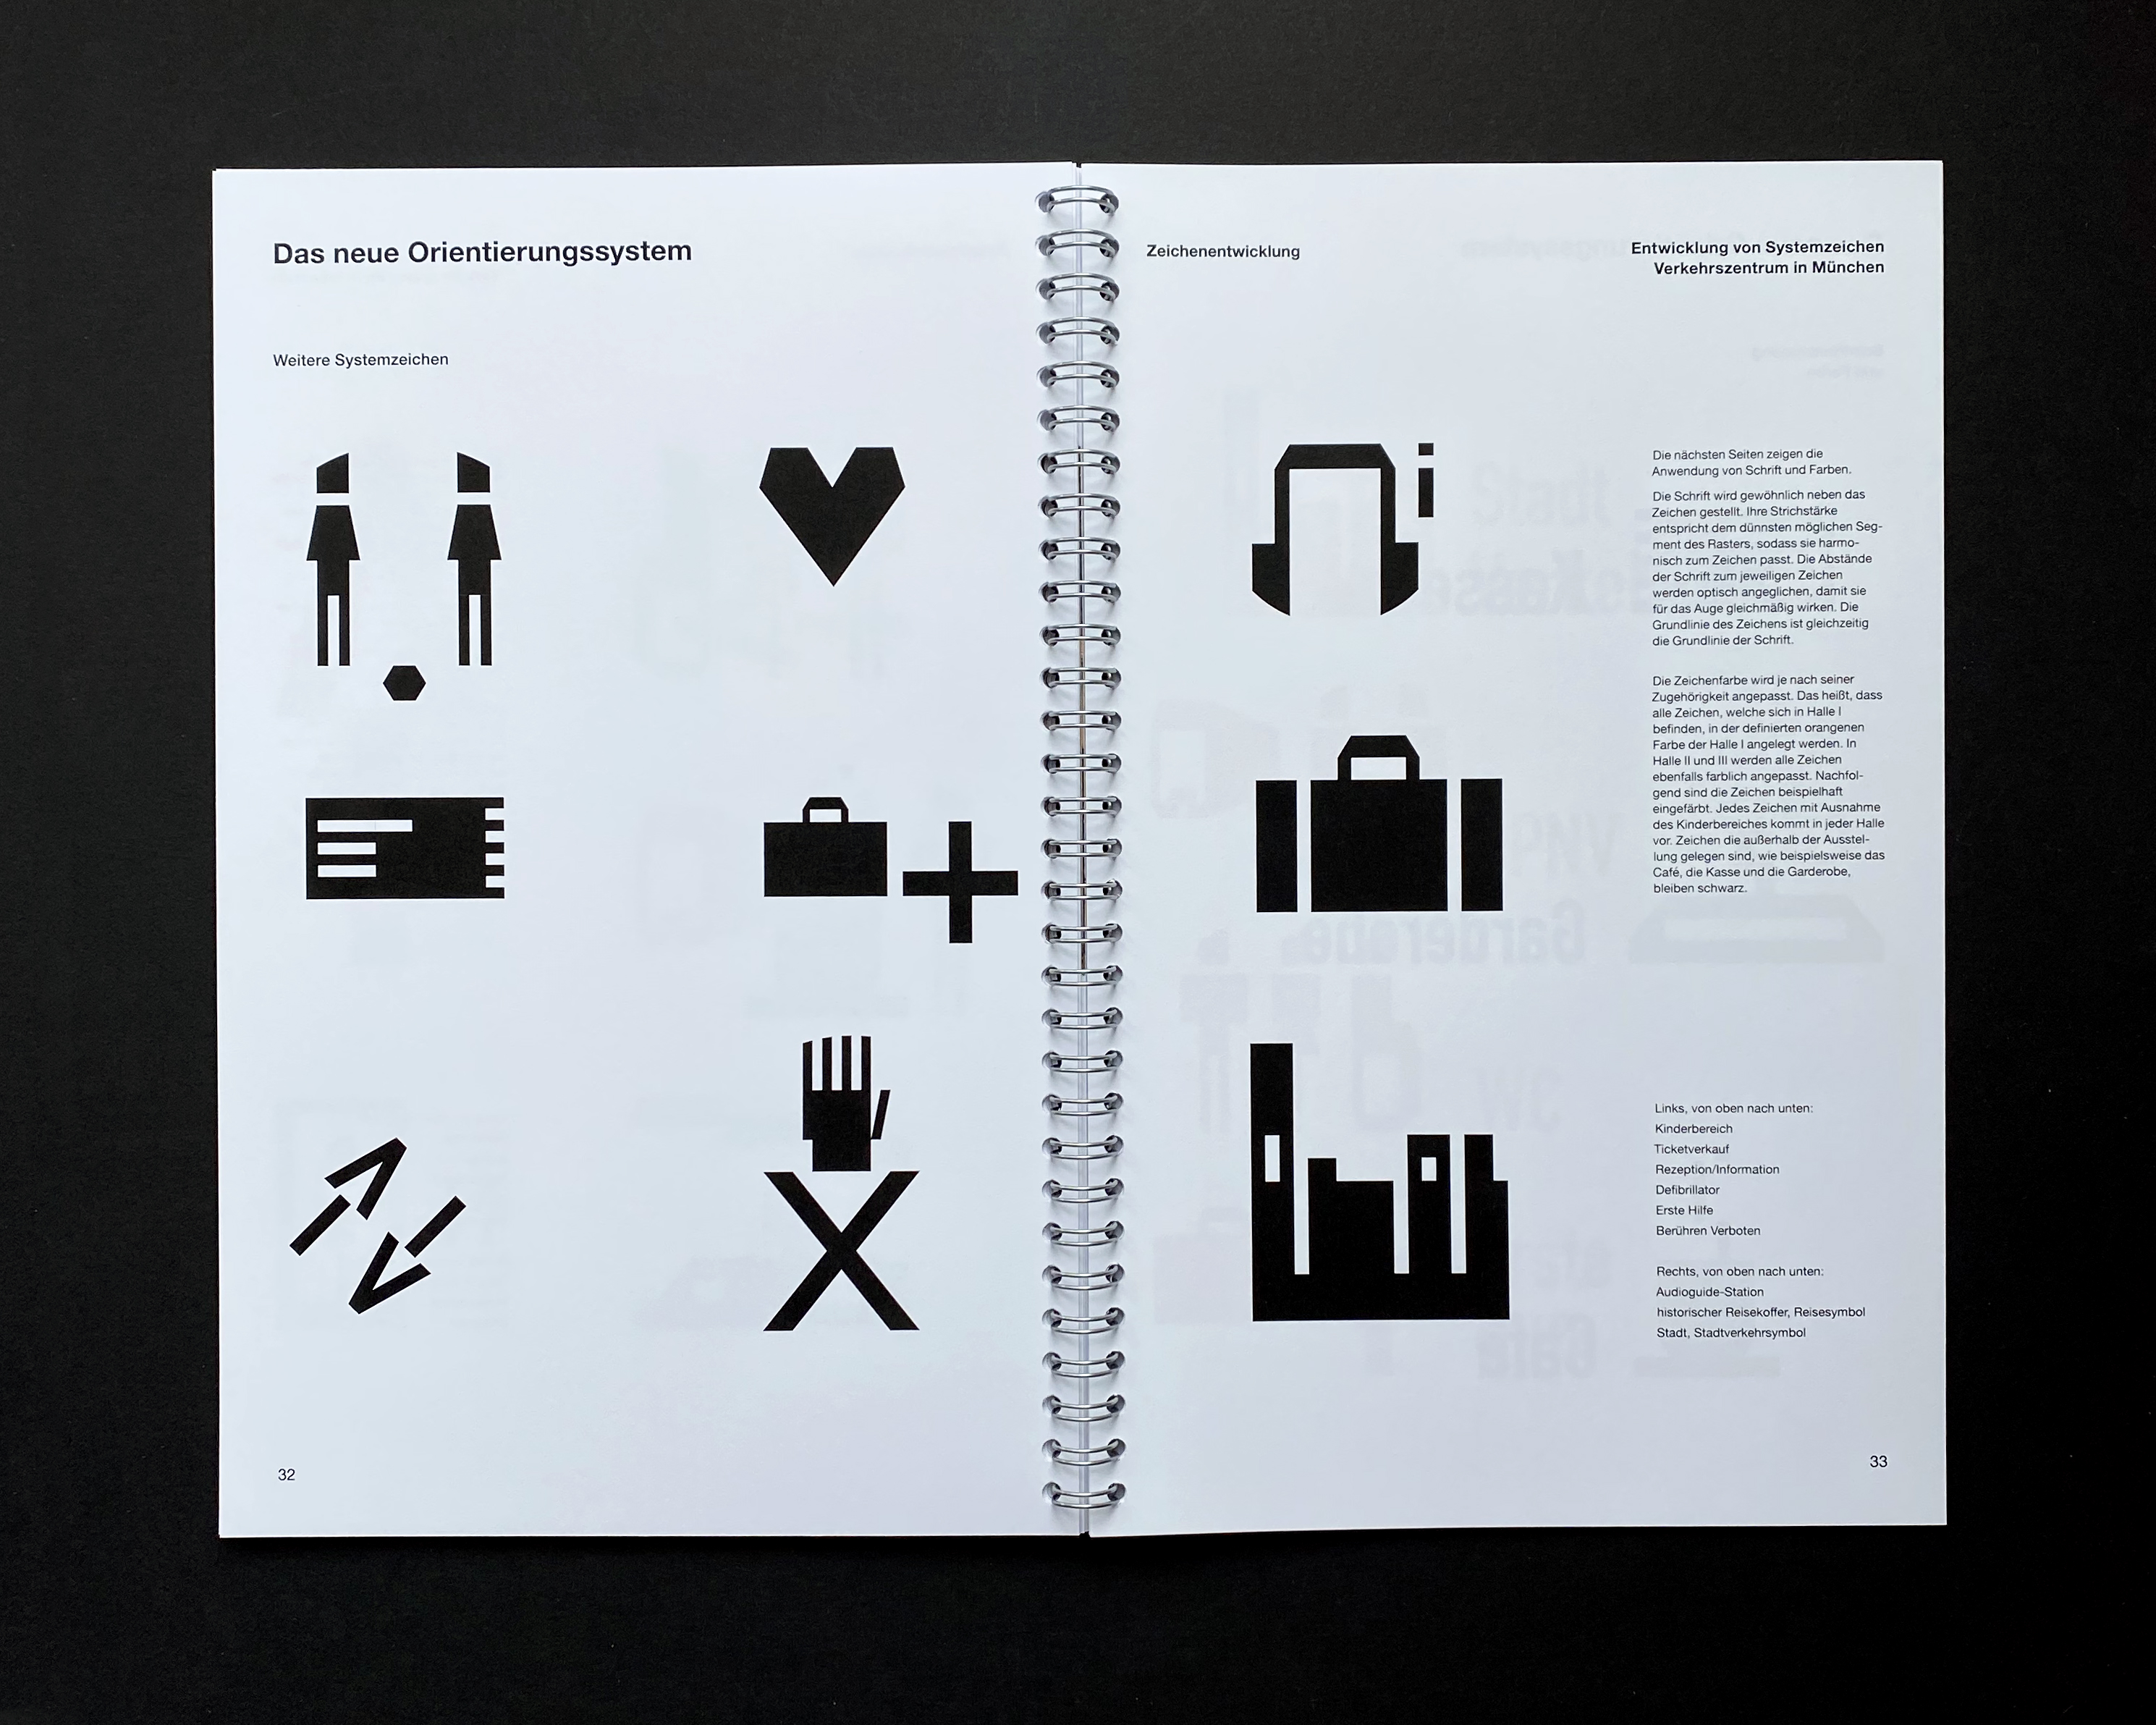 Das neue Orientierungssystem
Weitere Systemzeichen
32
Zeichenentwicklung
Entwicklung von Systemzeichen
Verkehrszentrum in München
i
Die nächsten Seiten zeigen die
Anwendung von Schrift und Farben.
Die Schrift wird gewöhnlich neben das
Zeichen gestellt. Ihre Strichstärke
entspricht dem dünnsten möglichen Seg-
ment des Rasters, sodass sie harmo-
nisch zum Zeichen passt. Die Abstände
der Schrift zum jeweiligen Zeichen
werden optisch angeglichen, damit sie
für das Auge gleichmäßig wirken. Die
Grundlinie des Zeichens ist gleichzeitig
die Grundlinie der Schrift.
Die Zeichenfarbe wird je nach seiner
Zugehörigkeit angepasst. Das heißt, dass
alle Zeichen, welche sich in Halle I
befinden, in der definierten orangenen
Farbe der Halle I angelegt werden. In
Halle II und III werden alle Zeichen
ebenfalls farblich angepasst. Nachfol-
gend sind die Zeichen beispielhaft
eingefärbt. Jedes Zeichen mit Ausnahme
des Kinderbereiches kommt in jeder Halle
vor. Zeichen die außerhalb der Ausstel-
lung gelegen sind, wie beispielsweise das
Café, die Kasse und die Garderobe,
bleiben schwarz.
Links, von oben nach unten:
Kinderbereich
Ticketverkauf
Rezeption/Information
Defibrillator
Erste Hilfe
Berühren Verboten
Rechts, von oben nach unten:
Audioguide-Station
historischer Reisekoffer, Reisesymbol
Stadt, Stadtverkehrsymbol
33